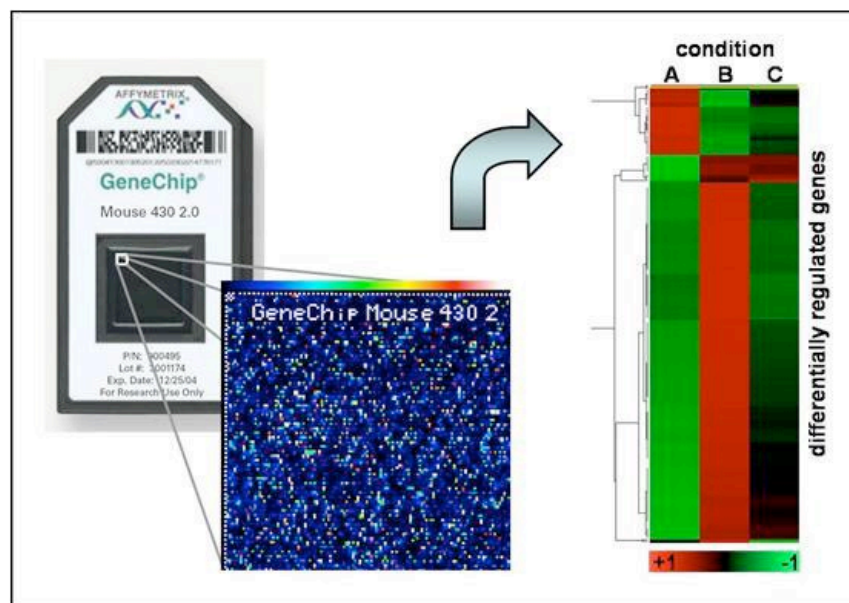 AFFYMETRIX
GeneChip®
Mouse 430 2.0
P/N: 900495
Lot #: 3001174
Exp. Date: 12/25/04
For Research Use Only
GeneChip Mouse 430 2
condition
A B C
differentially regulated genes
+1 -1